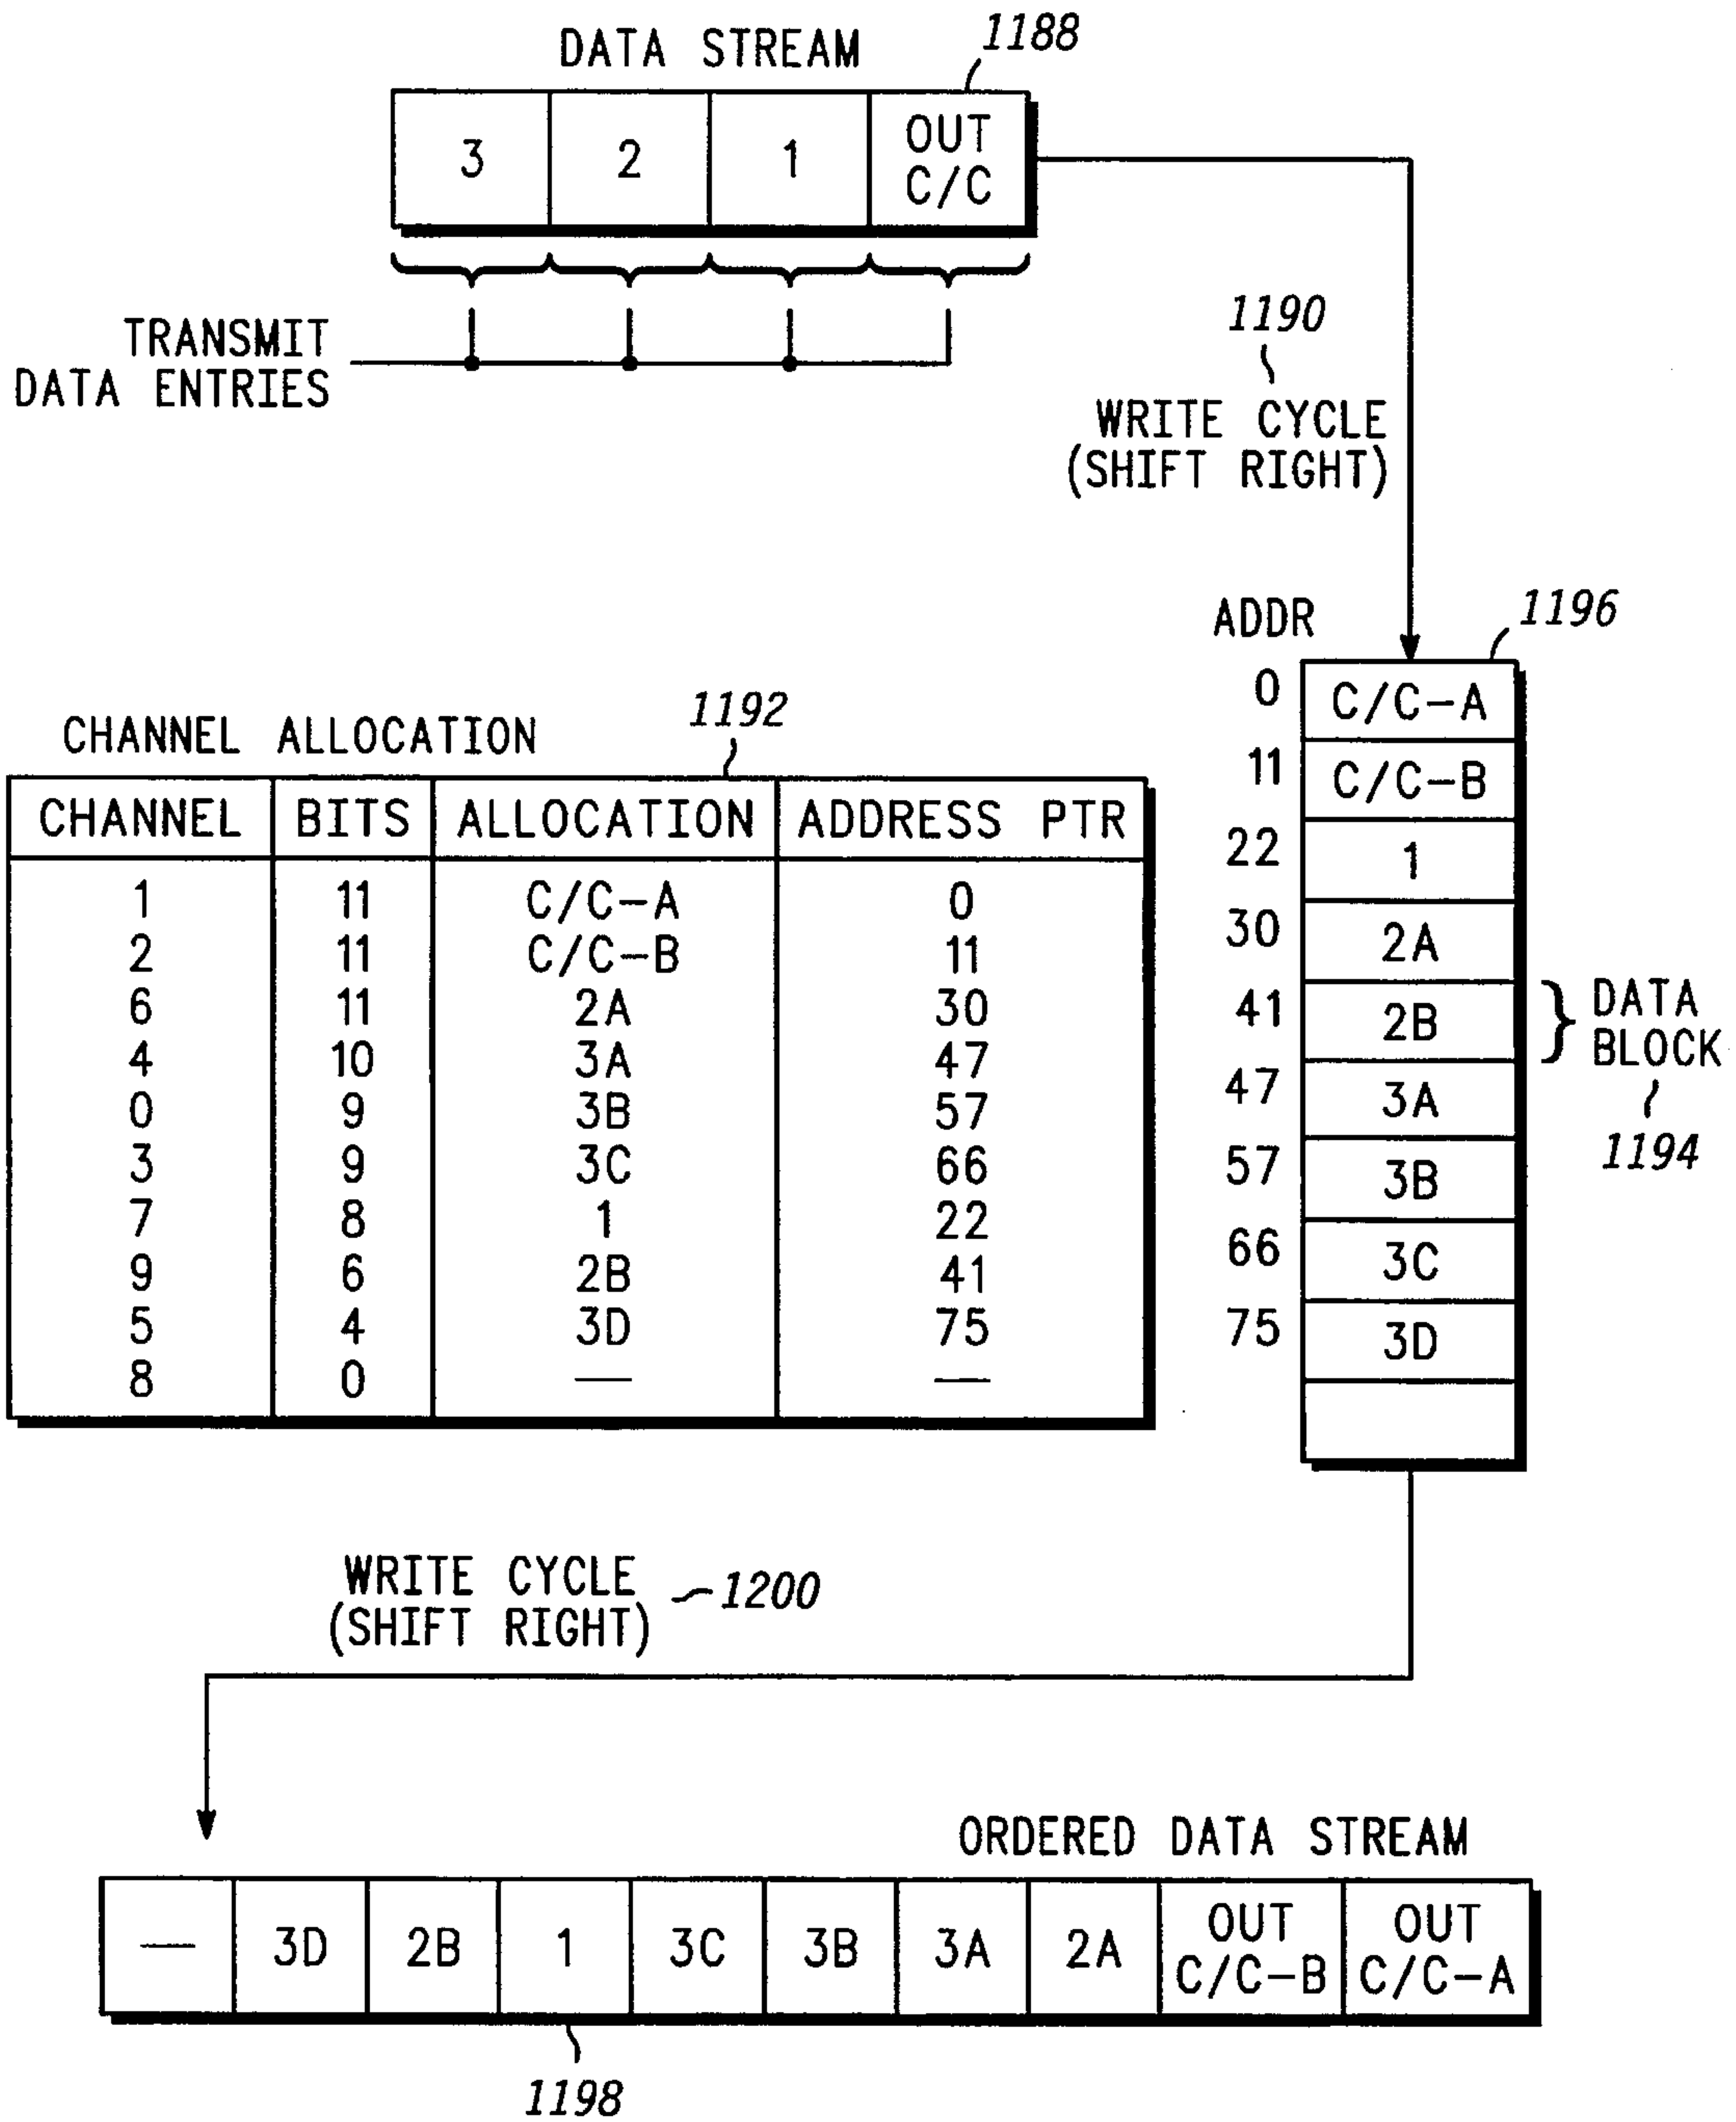 DATA STREAM
1188
3 2 1 OUT C/C
TRANSMIT
DATA ENTRIES
1190
WRITE CYCLE
(SHIFT RIGHT)
ADDR
1196
0 C/C-A
11 C/C-B
22 1
30 2A
41 2B
47 3A
57 3B
66 3C
75 3D
DATA
BLOCK
1194
CHANNEL ALLOCATION
1192
CHANNEL BITS ALLOCATION ADDRESS PTR
1 11 C/C-A 0
2 11 C/C-B 11
6 11 2A 30
4 10 3A 47
0 9 3B 57
3 9 3C 66
7 8 1 22
9 6 2B 41
5 4 3D 75
8 0 — —
WRITE CYCLE
(SHIFT RIGHT)
1200
ORDERED DATA STREAM
— 3D 2B 1 3C 3B 3A 2A OUT C/C-B OUT C/C-A
1198